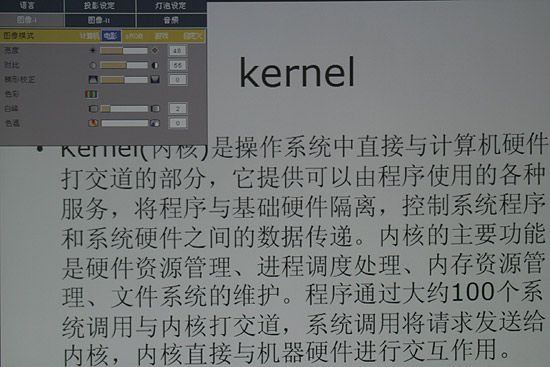 语言 投影设定 灯泡设定
图像-I 图像-II 音频
图像模式 计算机 电影 sRGB 游戏 自定义
亮度 48
对比 55
梯形校正 0
色彩
白峰 2
色温 0
kernel
• Kernel(内核)是操作系统中直接与计算机硬件
打交道的部分，它提供可以由程序使用的各种
服务，将程序与基础硬件隔离，控制系统程序
和系统硬件之间的数据传递。内核的主要功能
是硬件资源管理、进程调度处理、内存资源管
理、文件系统的维护。程序通过大约100个系
统调用与内核打交道，系统调用将请求发送给
内核，内核直接与机器硬件进行交互作用。